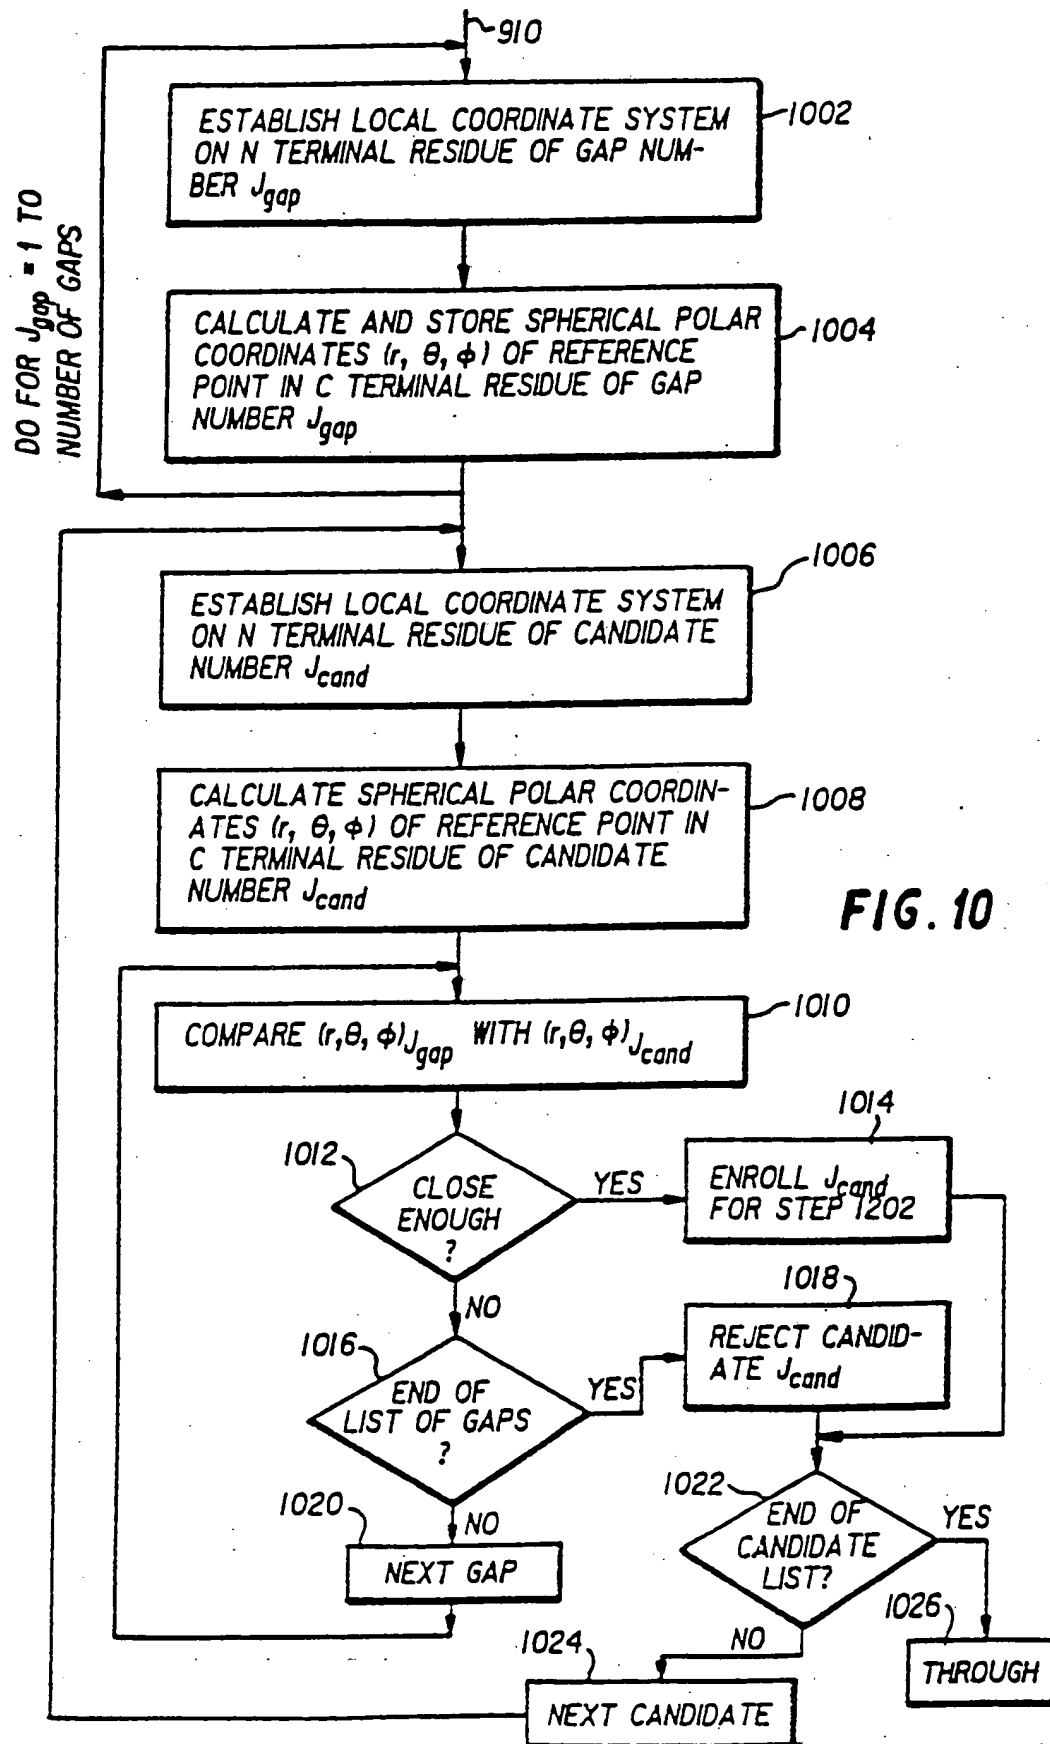 910
ESTABLISH LOCAL COORDINATE SYSTEM
ON N TERMINAL RESIDUE OF GAP NUM-
BER Jgap
1002
DO FOR Jgap = 1 TO
NUMBER OF GAPS
CALCULATE AND STORE SPHERICAL POLAR
COORDINATES (r, θ, φ) OF REFERENCE
POINT IN C TERMINAL RESIDUE OF GAP
NUMBER Jgap
1004
1006
ESTABLISH LOCAL COORDINATE SYSTEM
ON N TERMINAL RESIDUE OF CANDIDATE
NUMBER Jcand
CALCULATE SPHERICAL POLAR COORDIN-
ATES (r, θ, φ) OF REFERENCE POINT IN
C TERMINAL RESIDUE OF CANDIDATE
NUMBER Jcand
1008
FIG. 10
COMPARE (r,θ, φ)Jgap WITH (r,θ, φ)Jcand
1010
1012
CLOSE
ENOUGH
?
YES
1014
ENROLL Jcand
FOR STEP 1202
NO
1018
REJECT CANDID-
ATE Jcand
1016
END OF
LIST OF GAPS
?
YES
NO
1020
NEXT GAP
1022
END OF
CANDIDATE
LIST?
YES
NO
1024
NEXT CANDIDATE
1026
THROUGH